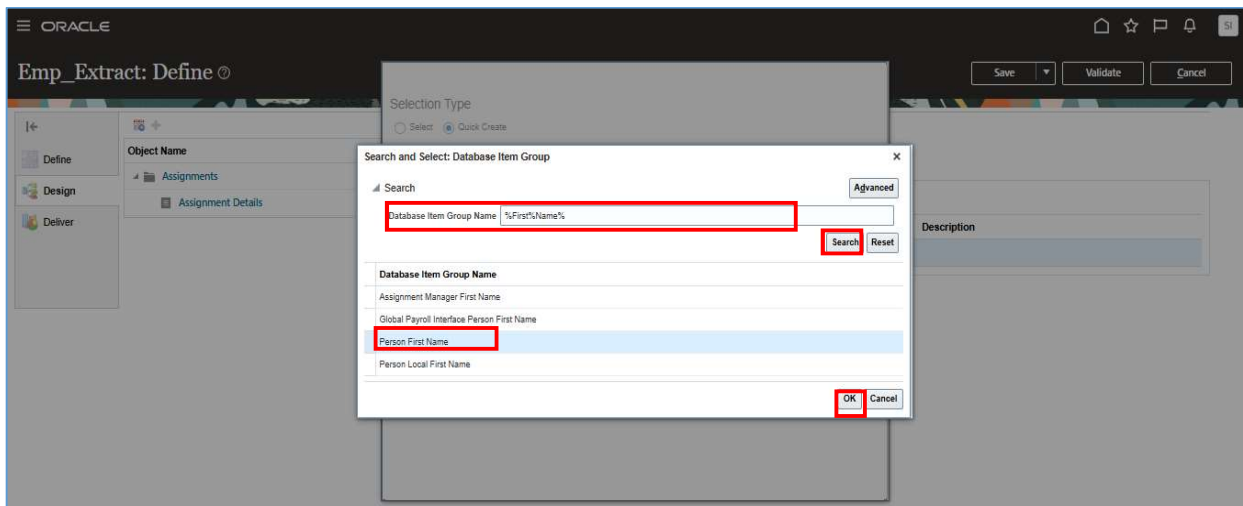 ORACLE
SI
Emp_Extract: Define
Save
Validate
Cancel
Selection Type
Select Quick Create
Define
Design
Deliver
Object Name
Assignments
Assignment Details
Search and Select: Database Item Group
Search
Advanced
Database Item Group Name %First%Name%
Search Reset
Database Item Group Name
Assignment Manager First Name
Global Payroll Interface Person First Name
Person First Name
Person Local First Name
OK Cancel
Description